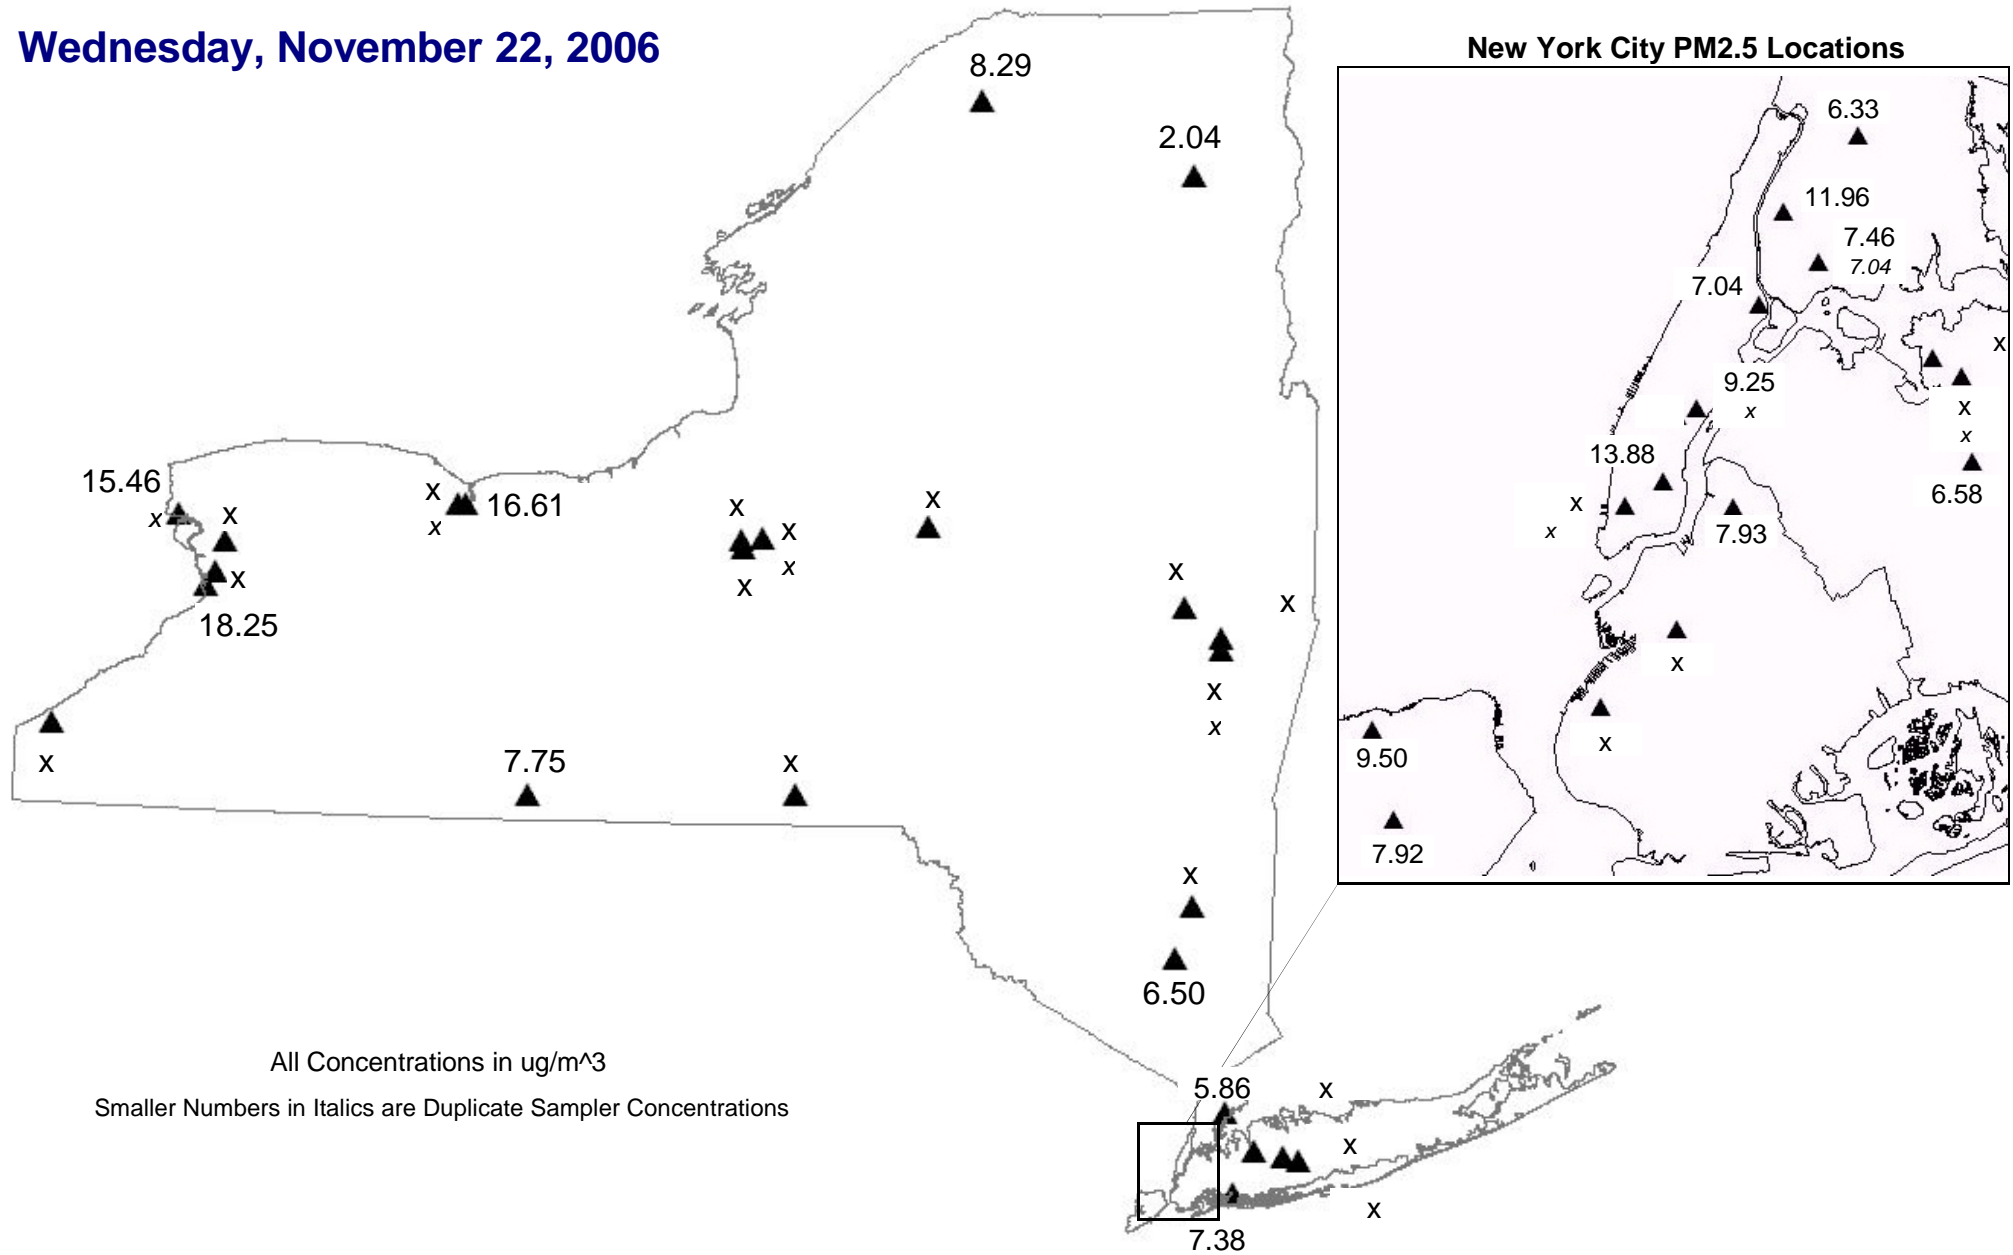 Wednesday, November 22, 2006
New York City PM2.5 Locations
8.29
2.04
15.46
x
x
x
18.25
x
x
16.61
x
x
x
x
x
x
x
x
x
x
x
7.75
x
x
6.50
5.86
x
x
x
7.38
6.33
11.96
7.46
7.04
7.04
x
9.25
x
x
x
13.88
6.58
x
x
7.93
x
x
9.50
7.92
All Concentrations in ug/m^3
Smaller Numbers in Italics are Duplicate Sampler Concentrations